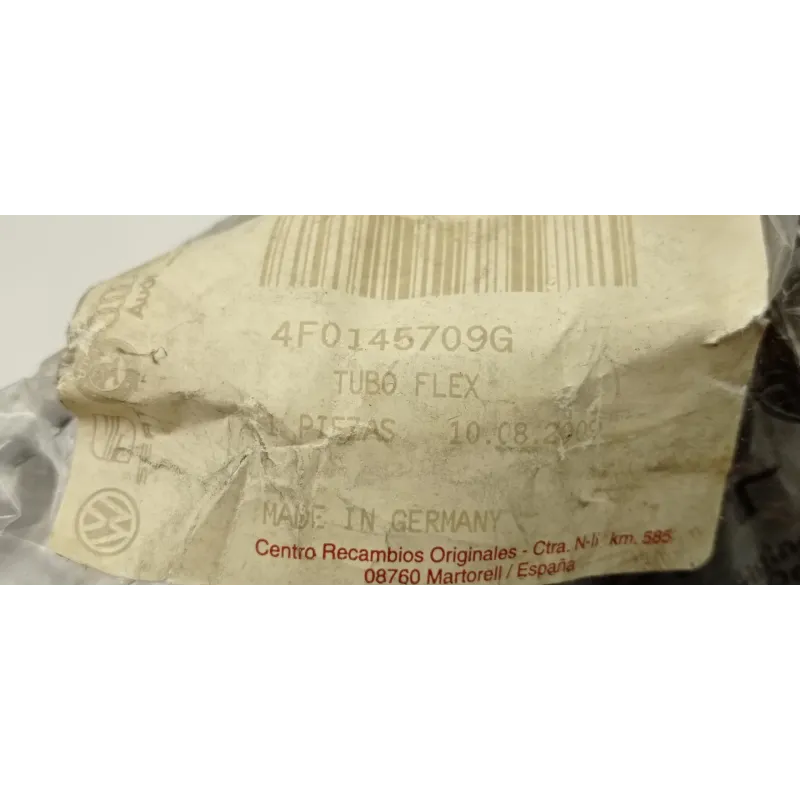 4F0145709G
TUBO FLEX
1 PIEZAS 10.08.2009
MADE IN GERMANY
Centro Recambios Originales - Ctra. N-II km. 585
08760 Martorell / España
Audi